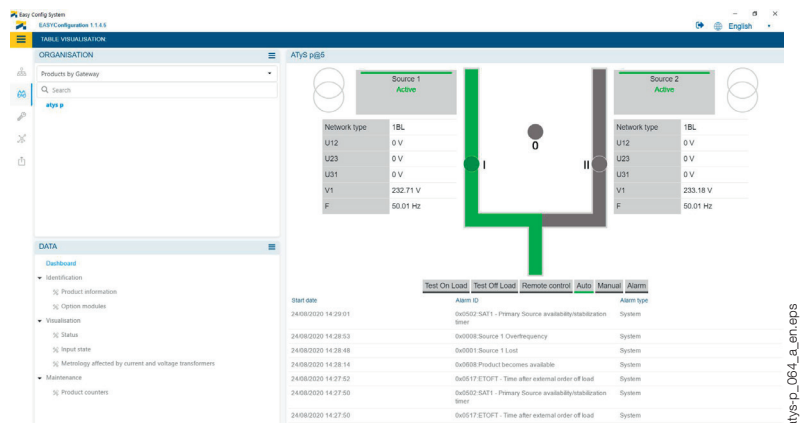 Easy Config System
EASYConfiguration 1.1.4.6
English
TABLE VISUALISATION:
ORGANISATION
Products by Gateway
Search
atys p
DATA
Dashboard
Identification
Product information
Option modules
Visualisation
Status
Input state
Metrology affected by current and voltage transformers
Maintenance
Product counters
ATyS p@5
Source 1
Active
Source 2
Active
Network type 1BL
U12 0 V
U23 0 V
U31 0 V
V1 232.71 V
F 50.01 Hz
0
I
II
Network type 1BL
U12 0 V
U23 0 V
U31 0 V
V1 233.18 V
F 50.01 Hz
Test On Load Test Off Load Remote control Auto Manual Alarm
Start date Alarm ID Alarm type
24/08/2020 14:29:01 0x0502:SAT1 - Primary Source availability/stabilization timer System
24/08/2020 14:28:53 0x0008:Source 1 Overfrequency System
24/08/2020 14:28:48 0x0001:Source 1 Lost System
24/08/2020 14:28:14 0x0608:Product becomes available System
24/08/2020 14:27:52 0x0517:ETOFT - Time after external order off load System
24/08/2020 14:27:50 0x0502:SAT1 - Primary Source availability/stabilization timer System
24/08/2020 14:27:50 0x0517:ETOFT - Time after external order off load System
atys-p_064_a_en.eps